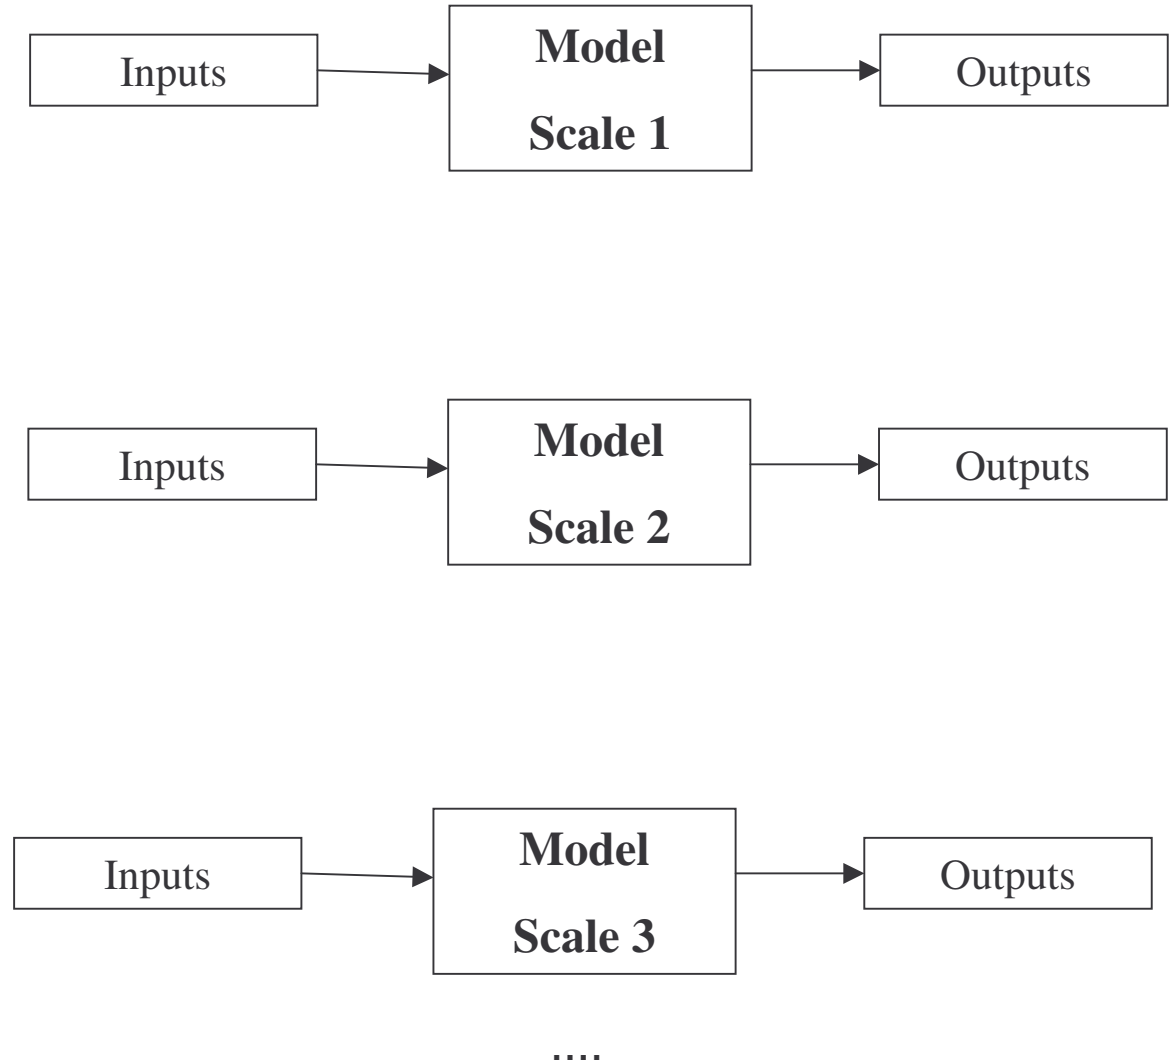 Inputs
Model
Scale 1
Outputs
Inputs
Model
Scale 2
Outputs
Inputs
Model
Scale 3
Outputs
....